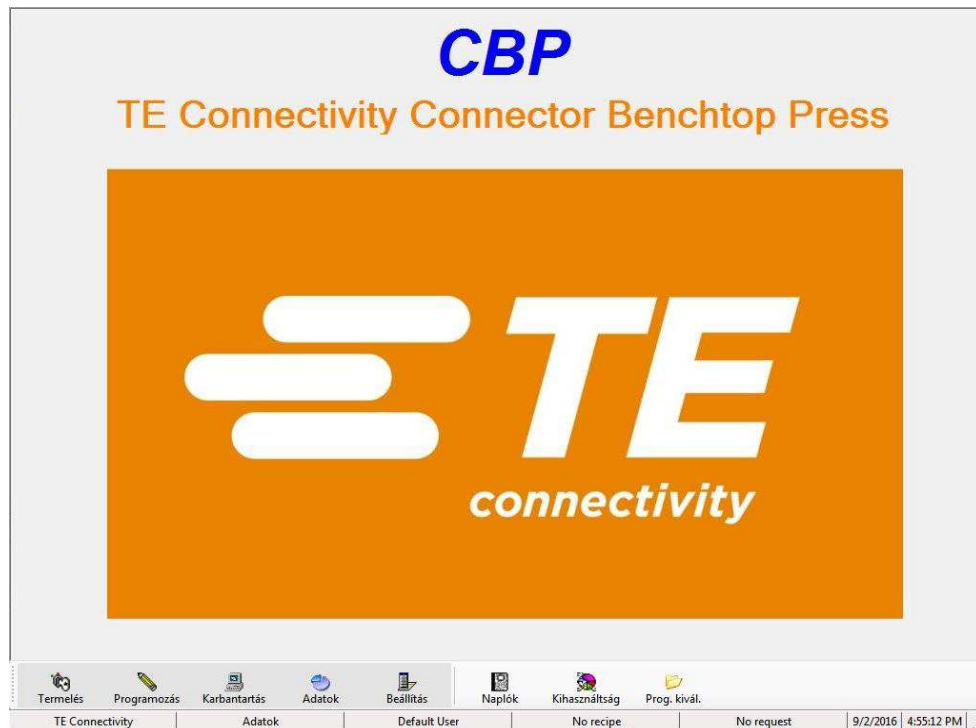 CBP
TE Connectivity Connector Benchtop Press
TE
connectivity
Termelés Programozás Karbantartás Adatok Beállítás Naplók Kihasználtság Prog. kivál.
TE Connectivity Adatok Default User No recipe No request 9/2/2016 4:55:12 PM